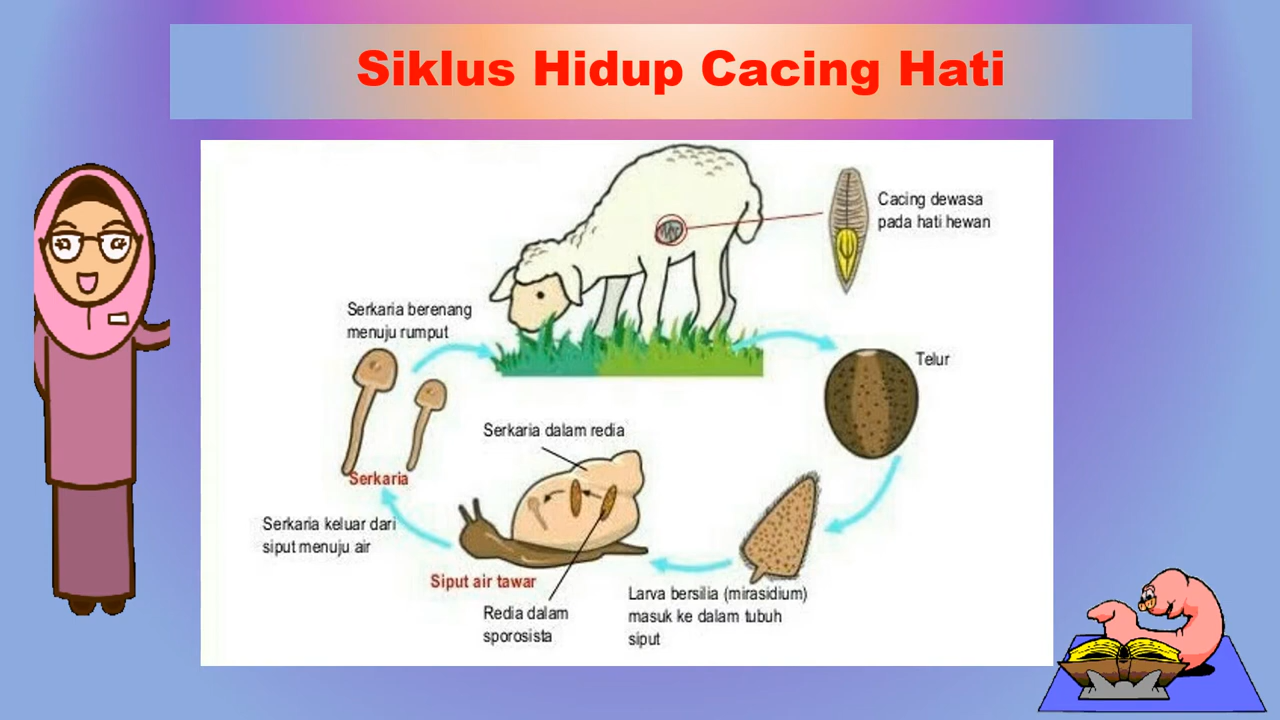 Siklus Hidup Cacing Hati
Cacing dewasa
pada hati hewan
Serkaria berenang
menuju rumput
Telur
Serkaria dalam redia
Serkaria
Serkaria keluar dari
siput menuju air
Siput air tawar
Redia dalam
sporosista
Larva bersilia (mirasidium)
masuk ke dalam tubuh
siput